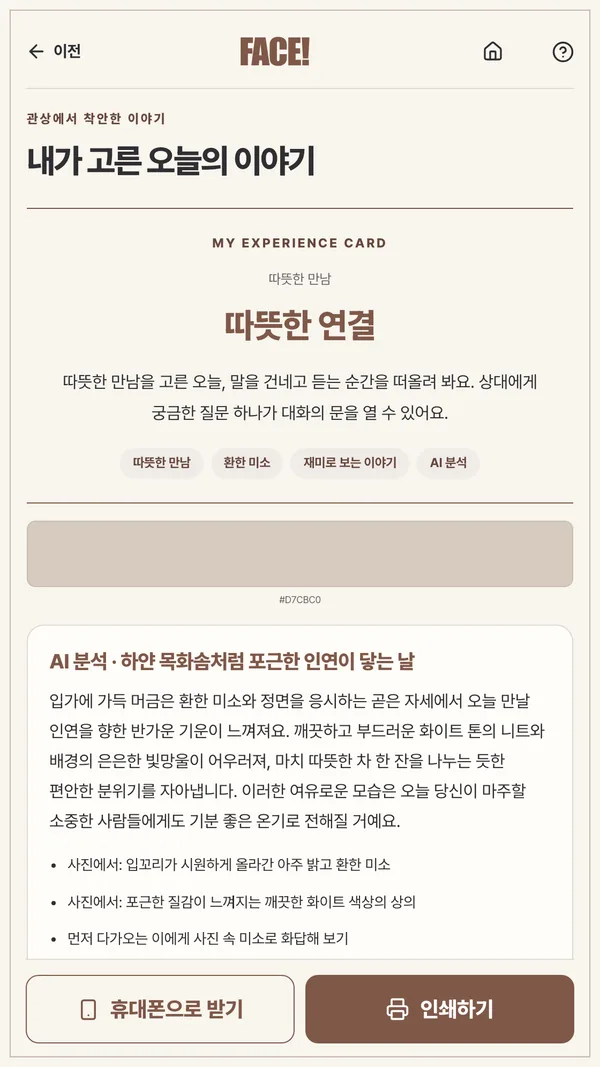 이전
FACE!
관상에서 착안한 이야기
내가 고른 오늘의 이야기
MY EXPERIENCE CARD
따뜻한 만남
따뜻한 연결
따뜻한 만남을 고른 오늘, 말을 건네고 듣는 순간을 떠올려 봐요. 상대에게
궁금한 질문 하나가 대화의 문을 열 수 있어요.
따뜻한 만남 환한 미소 재미로 보는 이야기 AI 분석
#D7CBC0
AI 분석 · 하얀 목화솜처럼 포근한 인연이 닿는 날
입가에 가득 머금은 환한 미소와 정면을 응시하는 곧은 자세에서 오늘 만날
인연을 향한 반가운 기운이 느껴져요. 깨끗하고 부드러운 화이트 톤의 니트와
배경의 은은한 빛망울이 어우러져, 마치 따뜻한 차 한 잔을 나누는 듯한
편안한 분위기를 자아냅니다. 이러한 여유로운 모습은 오늘 당신이 마주할
소중한 사람들에게도 기분 좋은 온기로 전해질 거예요.
• 사진에서: 입꼬리가 시원하게 올라간 아주 밝고 환한 미소
• 사진에서: 포근한 질감이 느껴지는 깨끗한 화이트 색상의 상의
• 먼저 다가오는 이에게 사진 속 미소로 화답해 보기
휴대폰으로 받기
인쇄하기